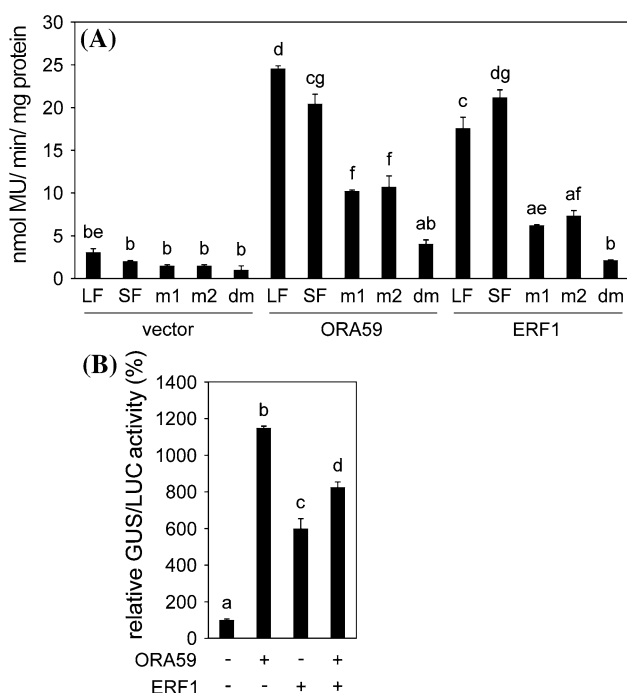 (A)
nmol MU/ min/ mg protein
30
25
20
15
10
5
0
be b b b b d cg f f ab c dg ae af b
LF SF m1 m2 dm LF SF m1 m2 dm LF SF m1 m2 dm
vector ORA59 ERF1
(B)
relative GUS/LUC activity (%)
1400
1200
1000
800
600
400
200
0
a b c d
ORA59 - + - +
ERF1 - - + +